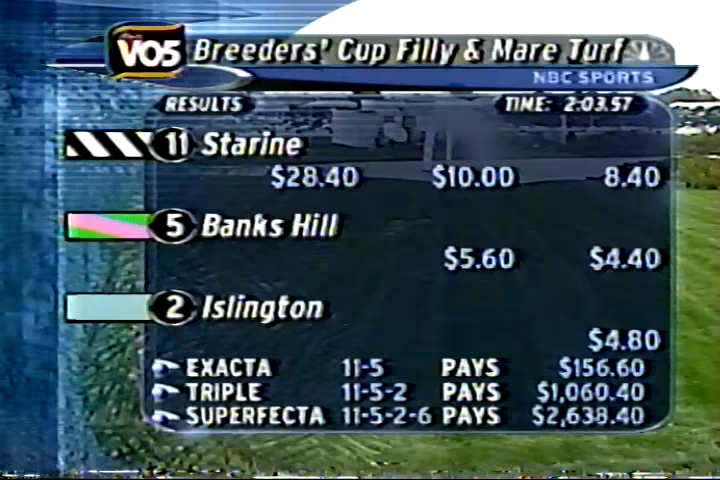 VO5 Breeders' Cup Filly & Mare Turf
NBC SPORTS
RESULTS TIME: 2:03.57
11 Starine
$28.40 $10.00 8.40
5 Banks Hill
$5.60 $4.40
2 Islington
$4.80
EXACTA 11-5 PAYS $156.60
TRIPLE 11-5-2 PAYS $1,060.40
SUPERFECTA 11-5-2-6 PAYS $2,638.40